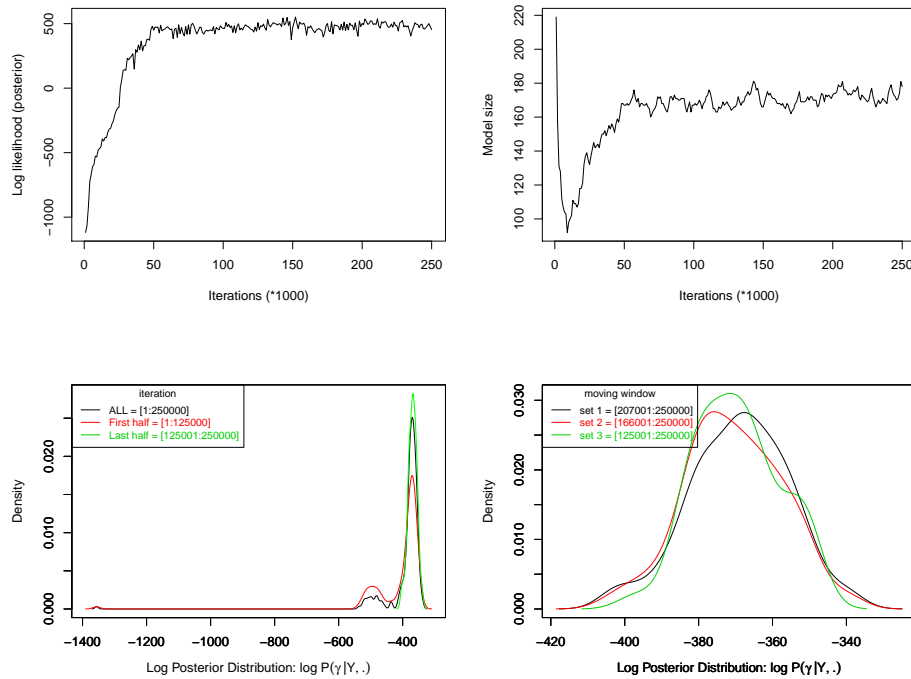 Log likelihood (posterior)
−1000 −500 0 500
0 50 100 150 200 250
Iterations (*1000)
Model size
100 120 140 160 180 200 220
0 50 100 150 200 250
Iterations (*1000)
iteration
ALL = [1:250000]
First half = [1:125000]
Last half = [125001:250000]
Density
0.000 0.010 0.020
−1400 −1200 −1000 −800 −600 −400
Log Posterior Distribution: log P(γ|Y, .)
moving window
set 1 = [207001:250000]
set 2 = [166001:250000]
set 3 = [125001:250000]
Density
0.000 0.010 0.020 0.030
−420 −400 −380 −360 −340
Log Posterior Distribution: log P(γ|Y, .)